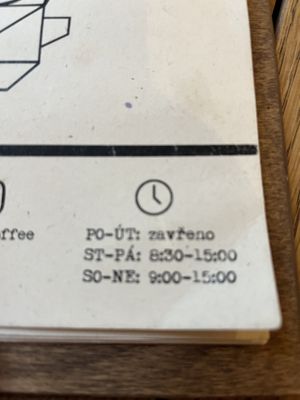 PO-ÚT: zavřeno
ffee ST-PÁ: 8:30-15:00
SO-NE: 9:00-15:00